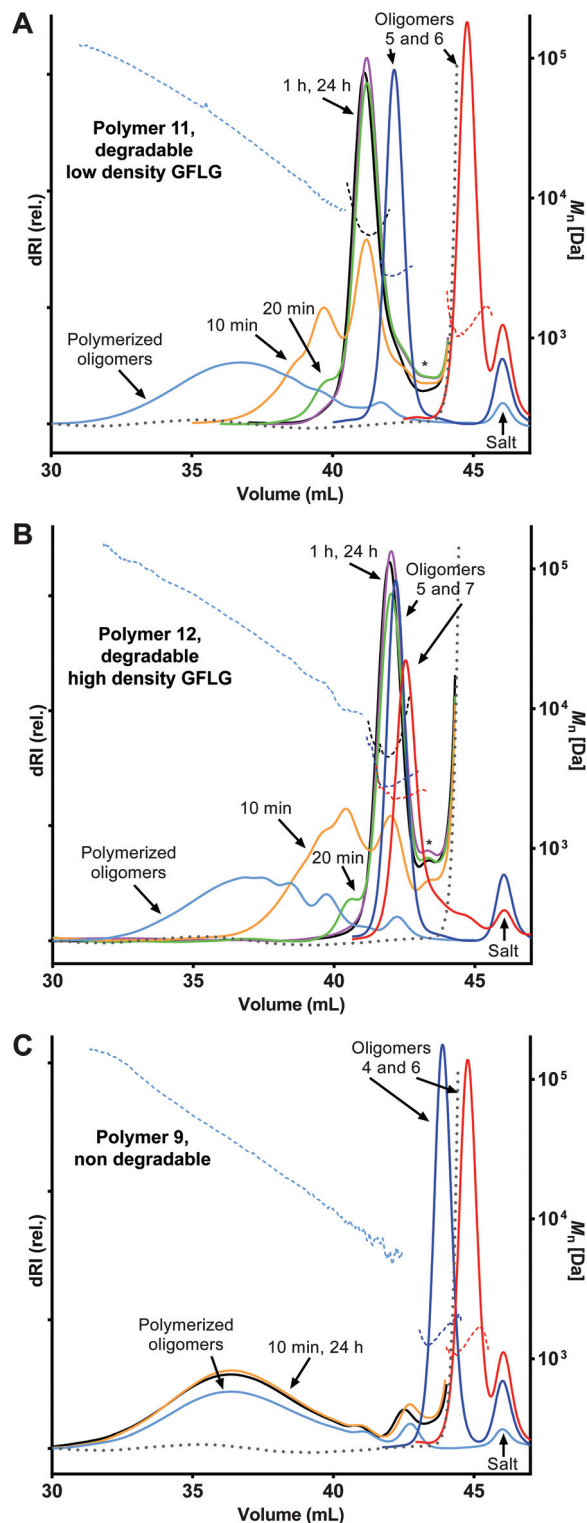 A
Oligomers
5 and 6
10⁵
1 h, 24 h
Polymer 11,
degradable
low density GFLG
10⁴
dRI (rel.)
Mn [Da]
20 min
10 min
Polymerized
oligomers
*
10³
Salt
30
35
40
45
Volume (mL)
B
1 h, 24 h
Oligomers
5 and 7
10⁵
Polymer 12,
degradable
high density GFLG
10⁴
dRI (rel.)
Mn [Da]
10 min
Polymerized
oligomers
20 min
*
10³
Salt
30
35
40
45
Volume (mL)
C
Oligomers
4 and 6
10⁵
Polymer 9,
non degradable
10⁴
dRI (rel.)
Mn [Da]
Polymerized
oligomers
10 min, 24 h
10³
Salt
30
35
40
45
Volume (mL)